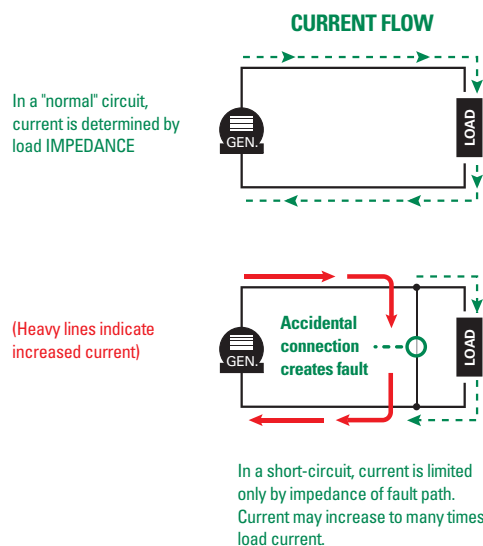 CURRENT FLOW
In a "normal" circuit,
current is determined by
load IMPEDANCE
GEN.
LOAD
(Heavy lines indicate
increased current)
GEN.
Accidental
connection
creates fault
LOAD
In a short-circuit, current is limited
only by impedance of fault path.
Current may increase to many times
load current.